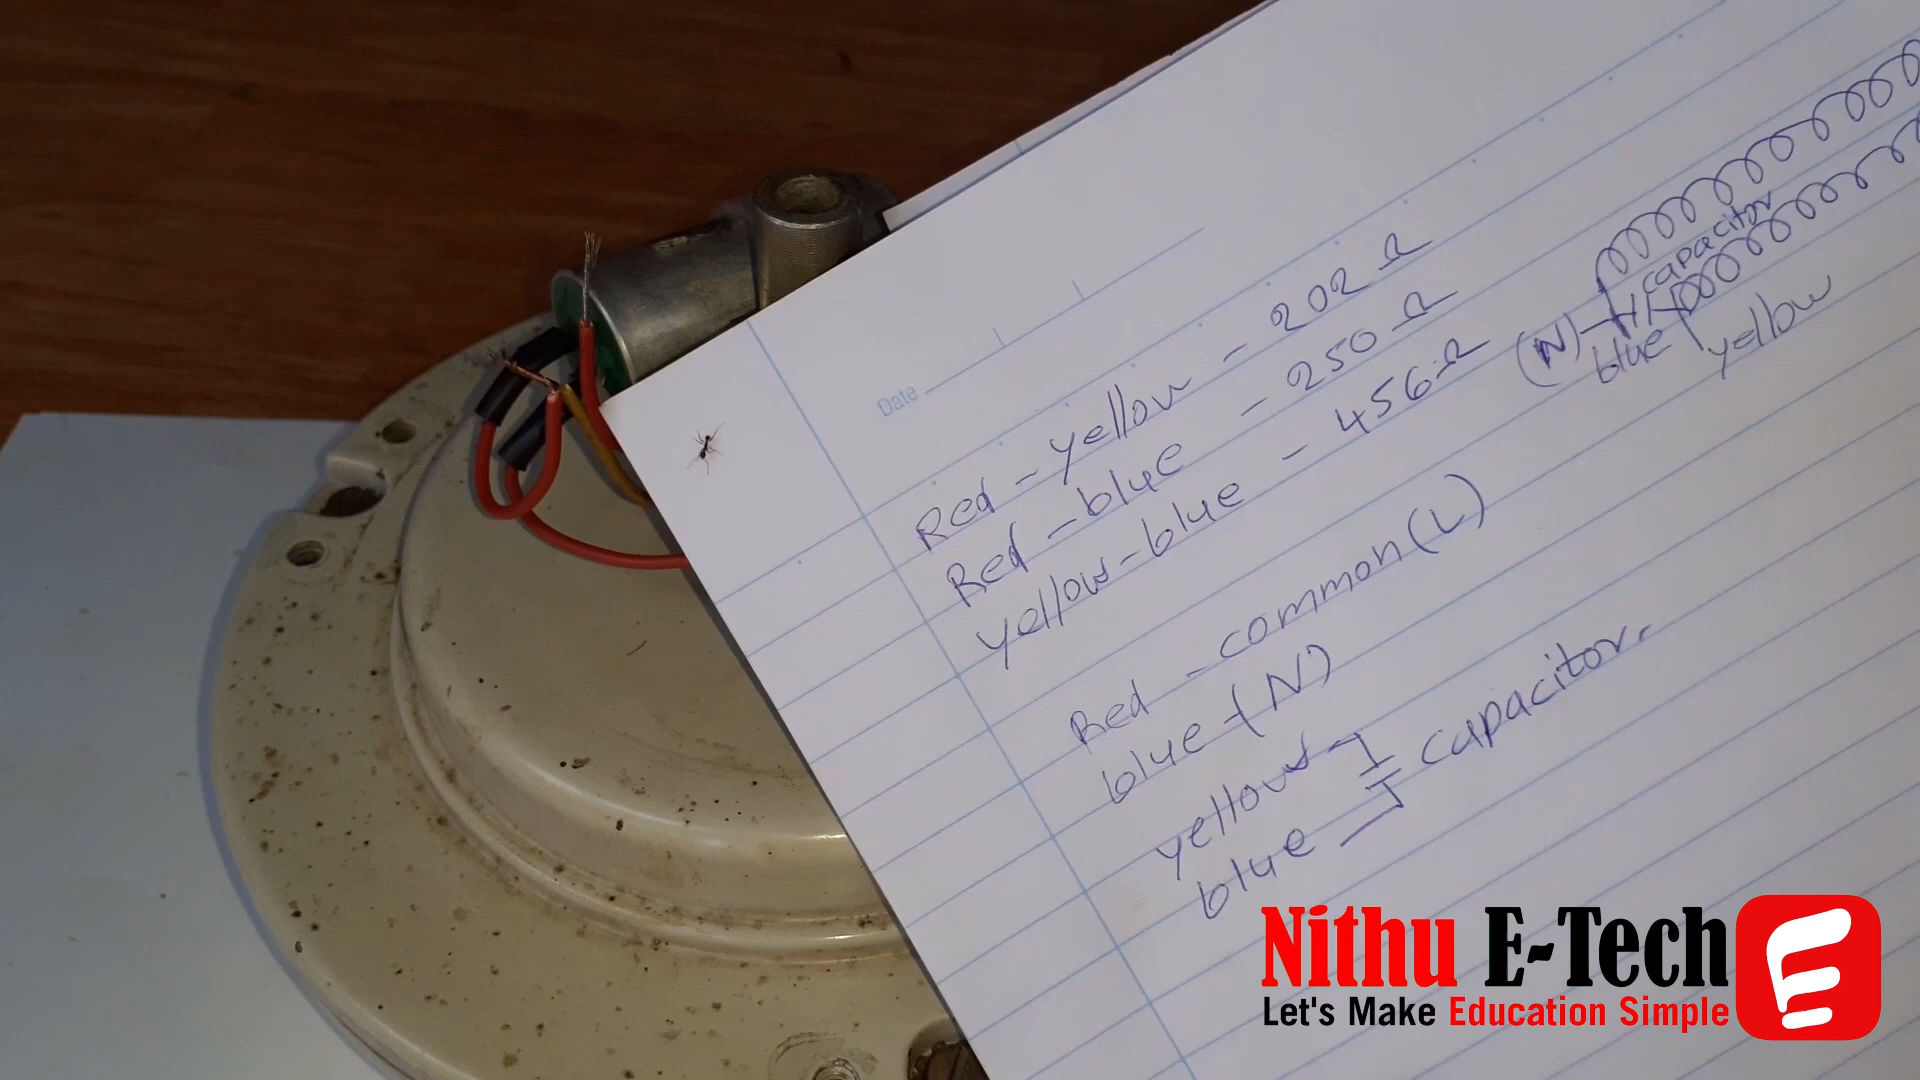 Date
Red - yellow - 202 Ω
Red - blue - 250 Ω
yellow - blue - 456 Ω
(N)
capacitor
blue
yellow
Red - common (L)
blue - (N)
yellow
blue
capacitor.
Nithu E-Tech
Let's Make Education Simple